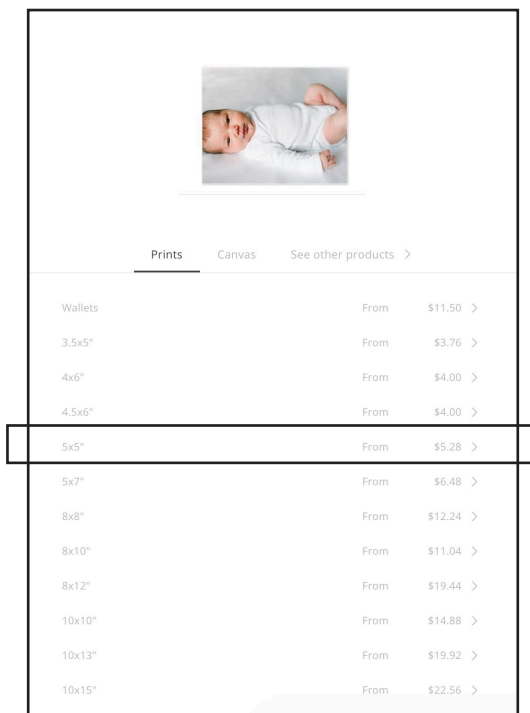 Prints Canvas See other products >
Wallets From $11.50 >
3.5x5" From $3.76 >
4x6" From $4.00 >
4.5x6" From $4.00 >
5x5" From $5.28 >
5x7" From $6.48 >
8x8" From $12.24 >
8x10" From $11.04 >
8x12" From $19.44 >
10x10" From $14.88 >
10x13" From $19.92 >
10x15" From $22.56 >